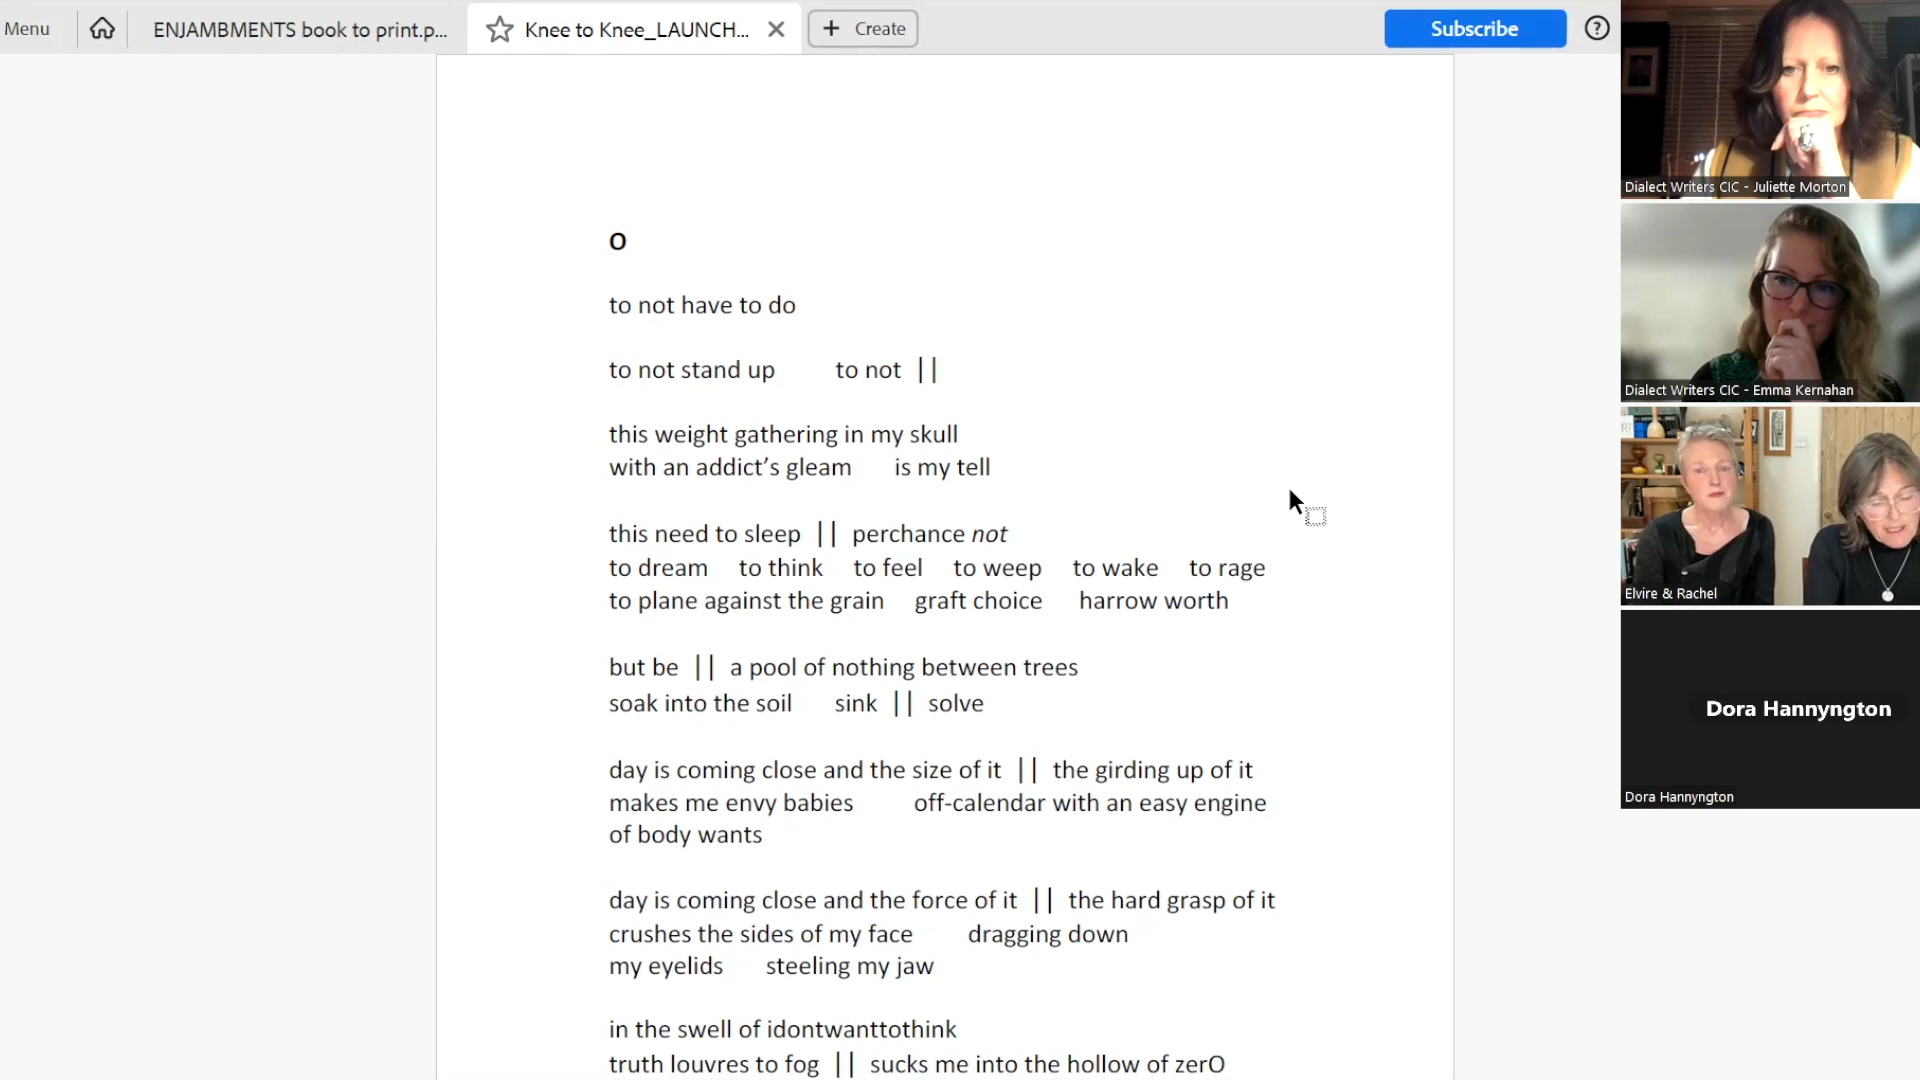 Menu
ENJAMBMENTS book to print.p...
Knee to Knee_LAUNCH...
Create
Subscribe
O
to not have to do
to not stand up to not ||
this weight gathering in my skull
with an addict's gleam is my tell
this need to sleep || perchance not
to dream to think to feel to weep to wake to rage
to plane against the grain graft choice harrow worth
but be || a pool of nothing between trees
soak into the soil sink || solve
day is coming close and the size of it || the girding up of it
makes me envy babies off-calendar with an easy engine
of body wants
day is coming close and the force of it || the hard grasp of it
crushes the sides of my face dragging down
my eyelids steeling my jaw
in the swell of idontwanttothink
truth louvres to fog || sucks me into the hollow of zerO
Dialect Writers CIC - Juliette Morton
Dialect Writers CIC - Emma Kernahan
Elvire & Rachel
Dora Hannyngton
Dora Hannyngton